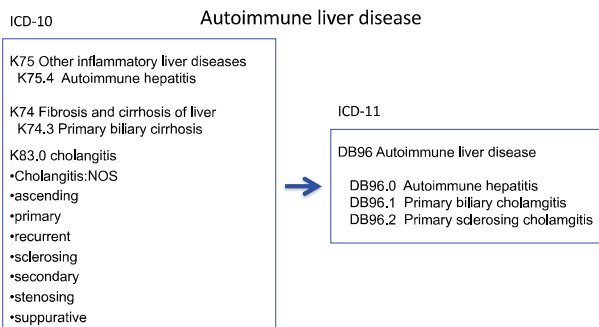 Autoimmune liver disease
ICD-10
K75 Other inflammatory liver diseases
K75.4 Autoimmune hepatitis
K74 Fibrosis and cirrhosis of liver
K74.3 Primary biliary cirrhosis
K83.0 cholangitis
•Cholangitis:NOS
•ascending
•primary
•recurrent
•sclerosing
•secondary
•stenosing
•suppurative
ICD-11
DB96 Autoimmune liver disease
DB96.0 Autoimmune hepatitis
DB96.1 Primary biliary cholamgitis
DB96.2 Primary sclerosing cholamgitis